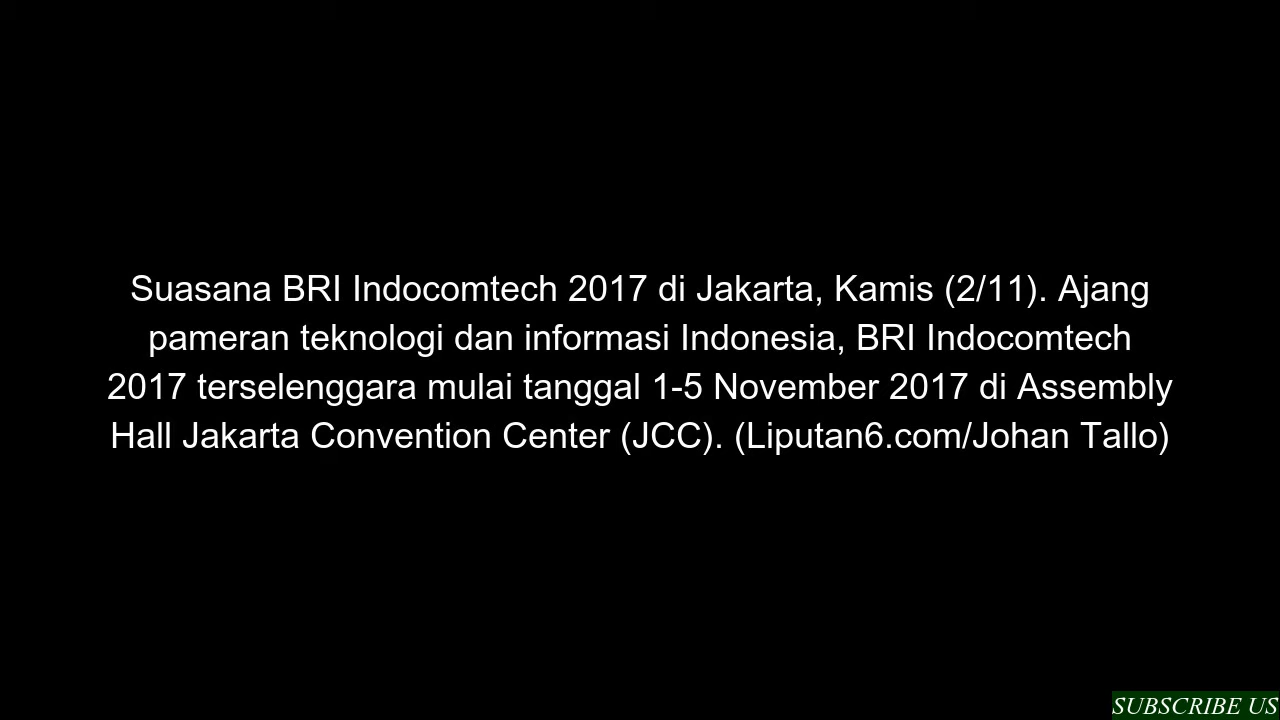 Suasana BRI Indocomtech 2017 di Jakarta, Kamis (2/11). Ajang
pameran teknologi dan informasi Indonesia, BRI Indocomtech
2017 terselenggara mulai tanggal 1-5 November 2017 di Assembly
Hall Jakarta Convention Center (JCC). (Liputan6.com/Johan Tallo)
SUBSCRIBE US